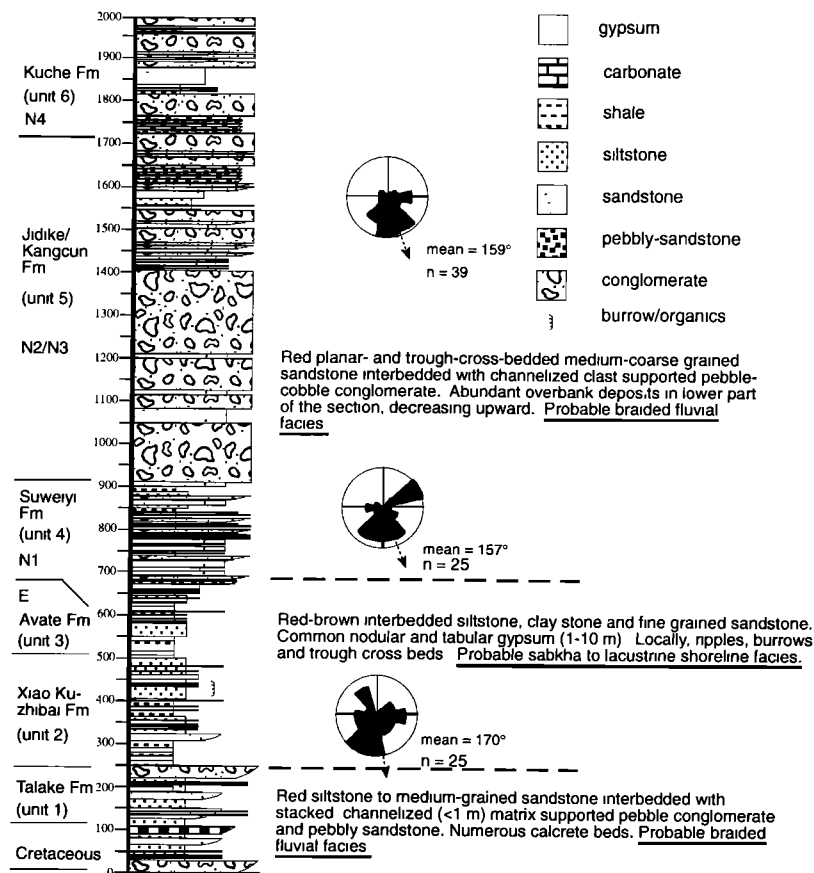 2000
1900
1800
1700
1600
1500
1400
1300
1200
1100
1000
900
800
700
600
500
400
300
200
100
0
Kuche Fm
(unit 6)
N4
Jidike/
Kangcun
Fm
(unit 5)
N2/N3
Suweiyi
Fm
(unit 4)
N1
E
Avate Fm
(unit 3)
Xiao Ku-
zhibai Fm
(unit 2)
Talake Fm
(unit 1)
Cretaceous
gypsum
carbonate
shale
siltstone
sandstone
pebbly-sandstone
conglomerate
burrow/organics
mean = 159°
n = 39
Red planar- and trough-cross-bedded medium-coarse grained
sandstone interbedded with channelized clast supported pebble-
cobble conglomerate. Abundant overbank deposits in lower part
of the section, decreasing upward. Probable braided fluvial
facies
mean = 157°
n = 25
Red-brown interbedded siltstone, clay stone and fine grained sandstone.
Common nodular and tabular gypsum (1-10 m) Locally, ripples, burrows
and trough cross beds Probable sabkha to lacustrine shoreline facies.
mean = 170°
n = 25
Red siltstone to medium-grained sandstone interbedded with
stacked channelized (<1 m) matrix supported pebble conglomerate
and pebbly sandstone. Numerous calcrete beds. Probable braided
fluvial facies